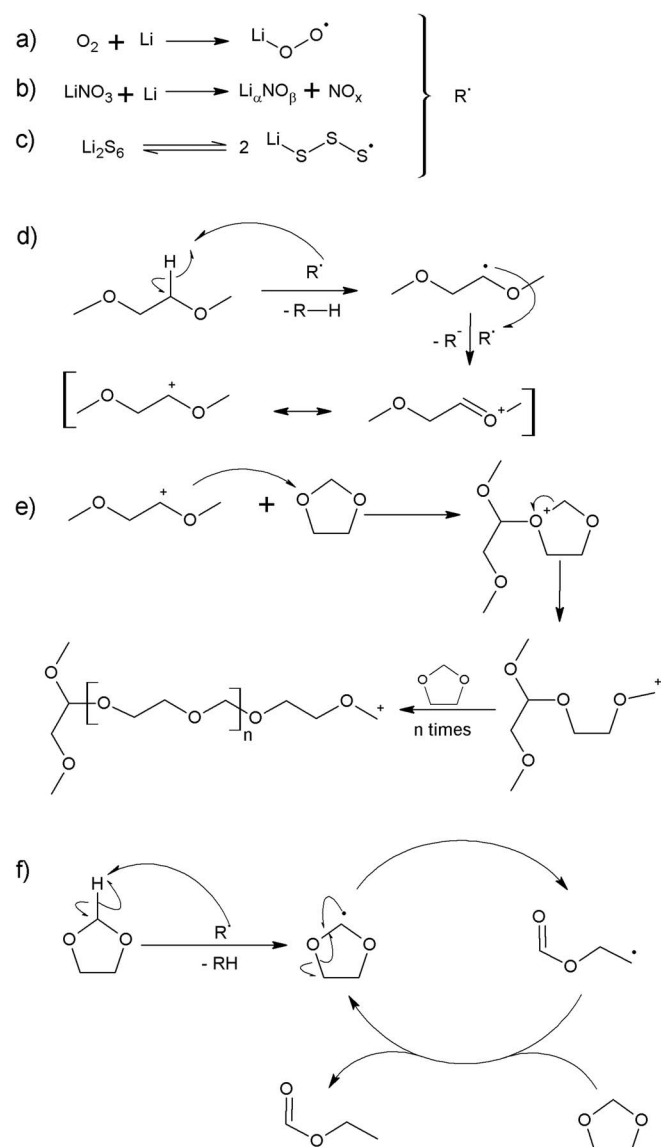 a) O₂ + Li Li O O•
b) LiNO₃ + Li LiαNOβ + NOₓ
R•
c) Li₂S₆ 2 Li S S S•
d)
H
R•
- R—H
O O
O • O
- R⁻ R•
O + O
O O +
e) O + O + O O
O
O + O
O
O O n times
O O O O O + n
O
O O O +
O
f) H
O O
R•
- RH
O • O
O
O •
O
O
O O